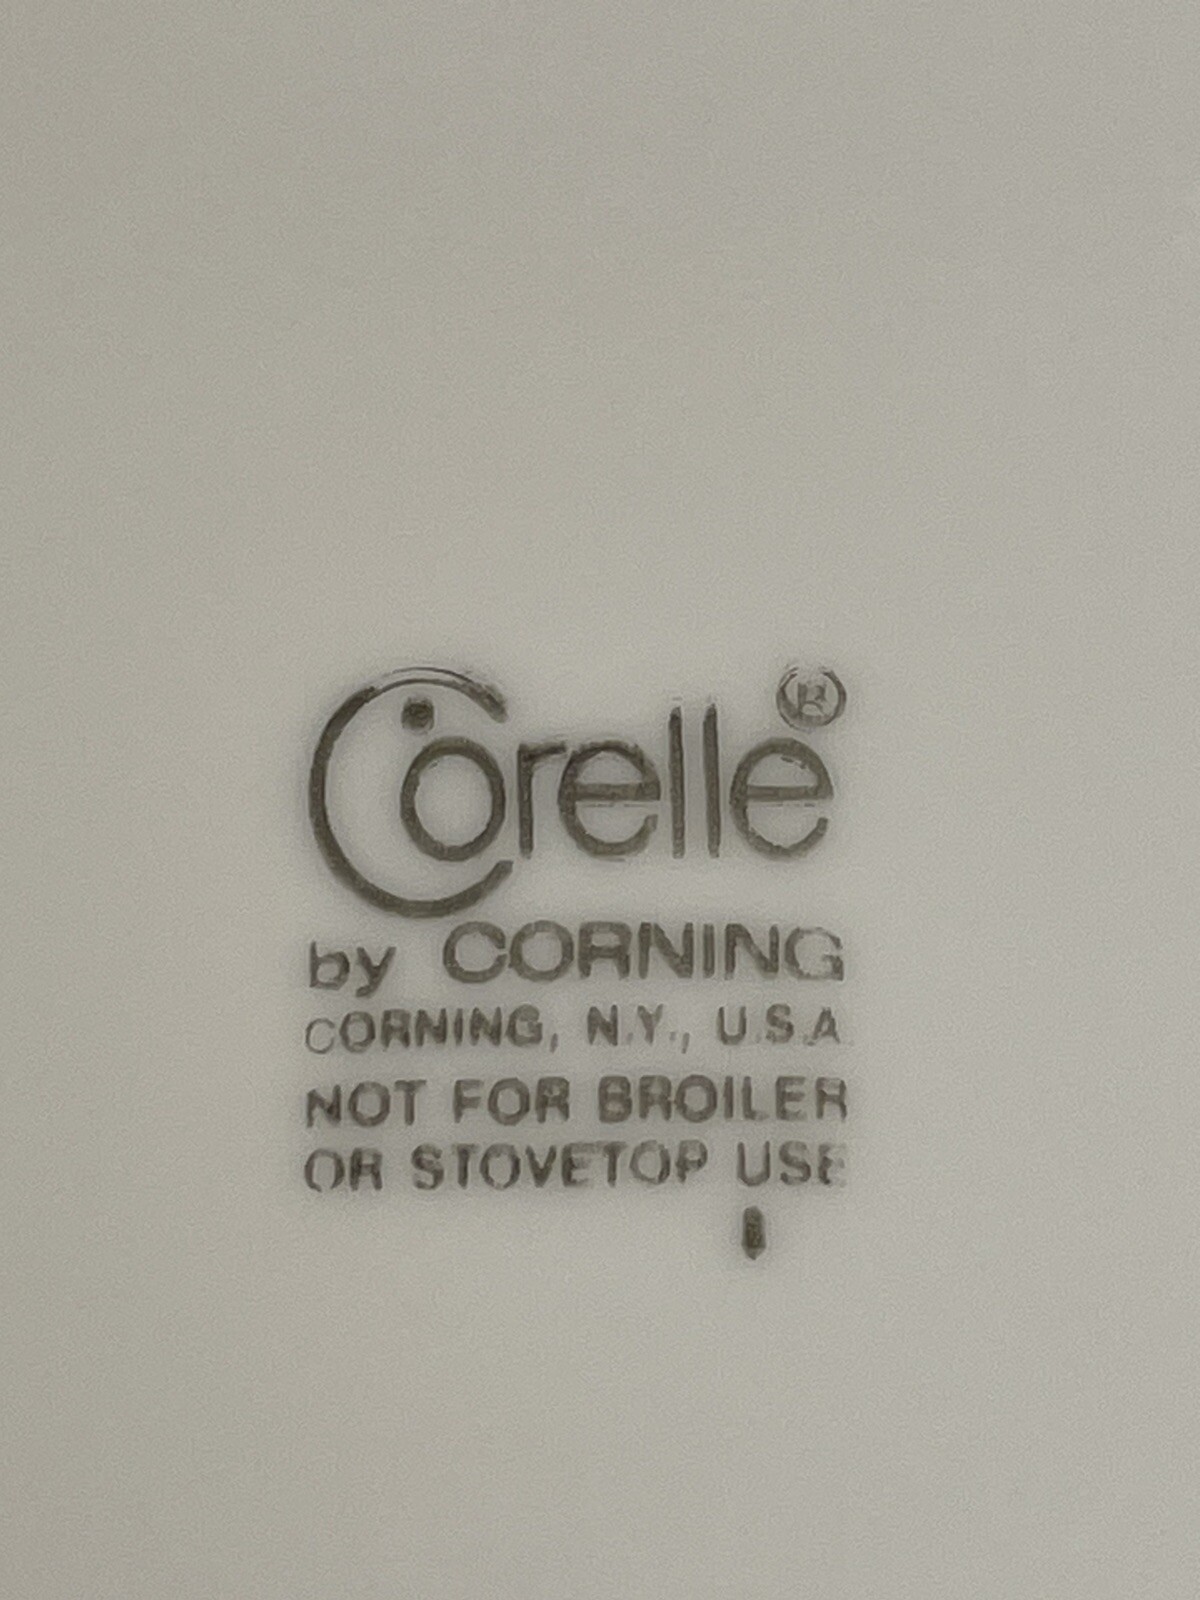 Corelle®
by CORNING
CORNING, N.Y., U.S.A.
NOT FOR BROILER
OR STOVETOP USE